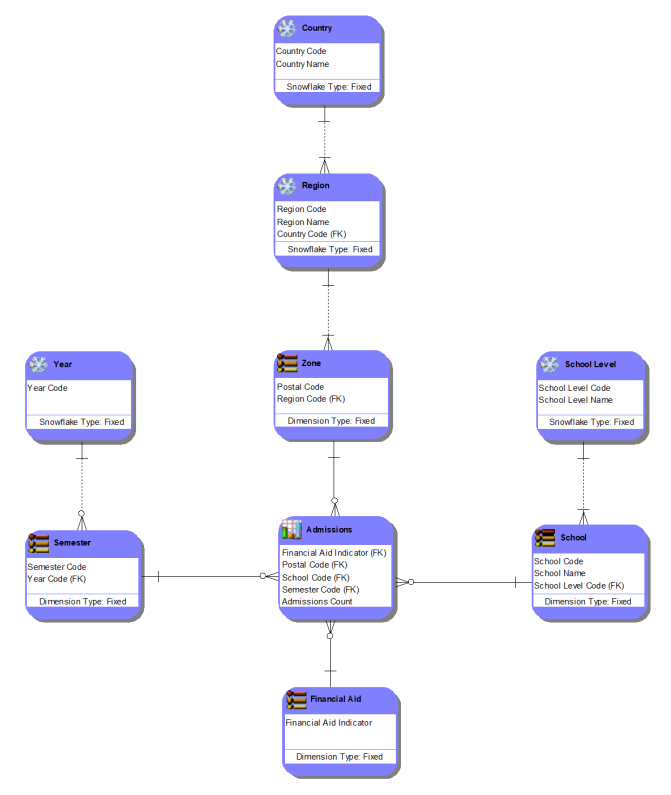 Country
Country Code
Country Name
Snowflake Type: Fixed
Region
Region Code
Region Name
Country Code (FK)
Snowflake Type: Fixed
Year
Year Code
Snowflake Type: Fixed
Zone
Postal Code
Region Code (FK)
Dimension Type: Fixed
School Level
School Level Code
School Level Name
Snowflake Type: Fixed
Semester
Semester Code
Year Code (FK)
Dimension Type: Fixed
Admissions
Financial Aid Indicator (FK)
Postal Code (FK)
School Code (FK)
Semester Code (FK)
Admissions Count
School
School Code
School Name
School Level Code (FK)
Dimension Type: Fixed
Financial Aid
Financial Aid Indicator
Dimension Type: Fixed